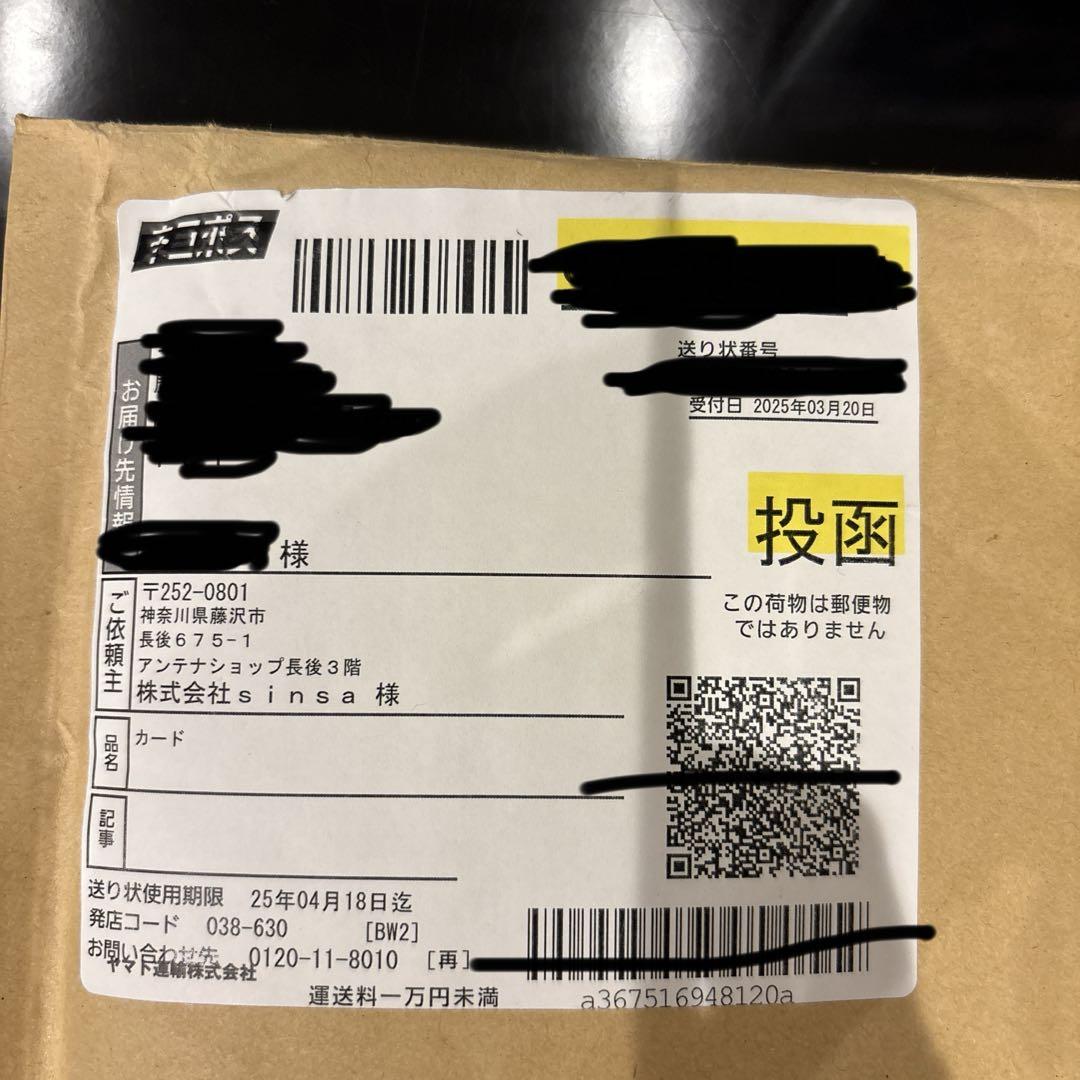 ネコポス
送り状番号
受付日 2025年03月20日
お届け先情報
様
投函
この荷物は郵便物
ではありません
ご依頼主
〒252-0801
神奈川県藤沢市
長後675-1
アンテナショップ長後3階
株式会社sinsa 様
品名
カード
記事
送り状使用期限 25年04月18日迄
発店コード 038-630 [BW2]
お問い合わせ先 0120-11-8010 [再]
ヤマト運輸株式会社
運送料一万円未満
a367516948120a